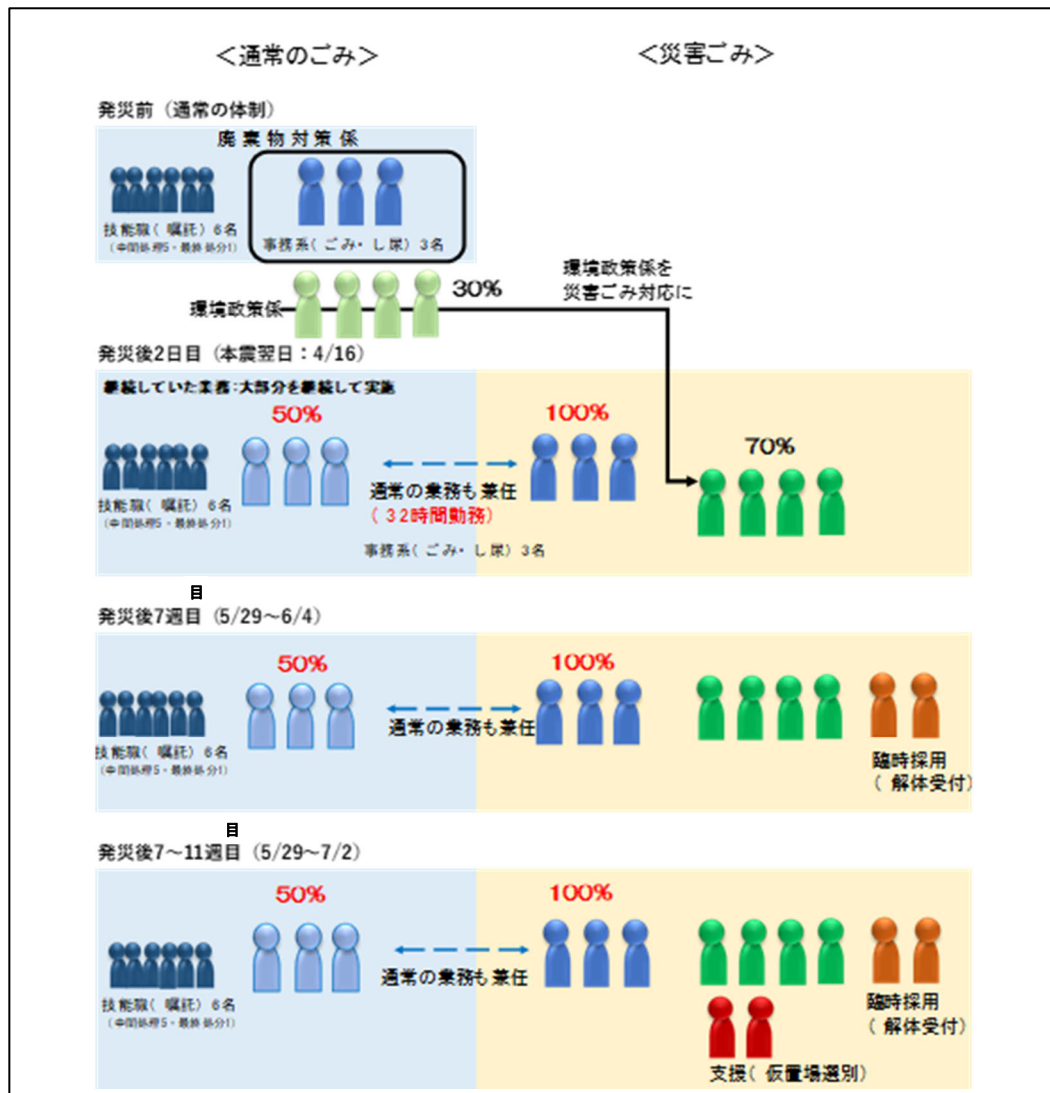 ＜通常のごみ＞
＜災害ごみ＞
発災前（通常の体制）
廃棄物対策係
技能職（嘱託）6名
（中間処理5・最終処分1）
事務系（ごみ・し尿）3名
環境政策係
30%
環境政策係を
災害ごみ対応に
発災後2日目（本震翌日：4/16）
継続していた業務：大部分を継続して実施
50%
100%
70%
技能職（嘱託）6名
（中間処理5・最終処分1）
通常の業務も兼任
（32時間勤務）
事務系（ごみ・し尿）3名
目
発災後7週目（5/29～6/4）
50%
100%
技能職（嘱託）6名
（中間処理5・最終処分1）
通常の業務も兼任
臨時採用
（解体受付）
目
発災後7～11週目（5/29～7/2）
50%
100%
技能職（嘱託）6名
（中間処理5・最終処分1）
通常の業務も兼任
臨時採用
（解体受付）
支援（仮置場選別）